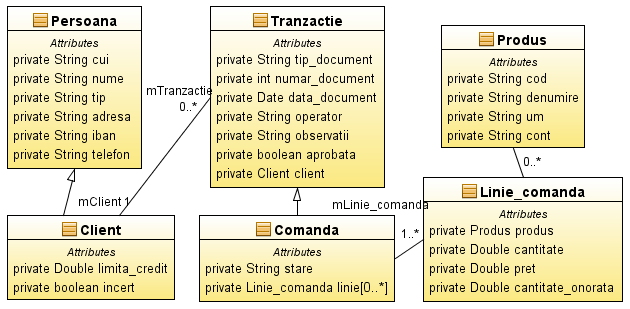 Persoana
Attributes
private String cui
private String nume
private String tip
private String adresa
private String iban
private String telefon
Tranzactie
Attributes
private String tip_document
private int numar_document
private Date data_document
private String operator
private String observatii
private boolean aprobata
private Client client
Produs
Attributes
private String cod
private String denumire
private String um
private String cont
mTranzactie
0..*
mClient 1
0..*
mLinie_comanda
1..*
Client
Attributes
private Double limita_credit
private boolean incert
Comanda
Attributes
private String stare
private Linie_comanda linie[0..*]
Linie_comanda
Attributes
private Produs produs
private Double cantitate
private Double pret
private Double cantitate_onorata